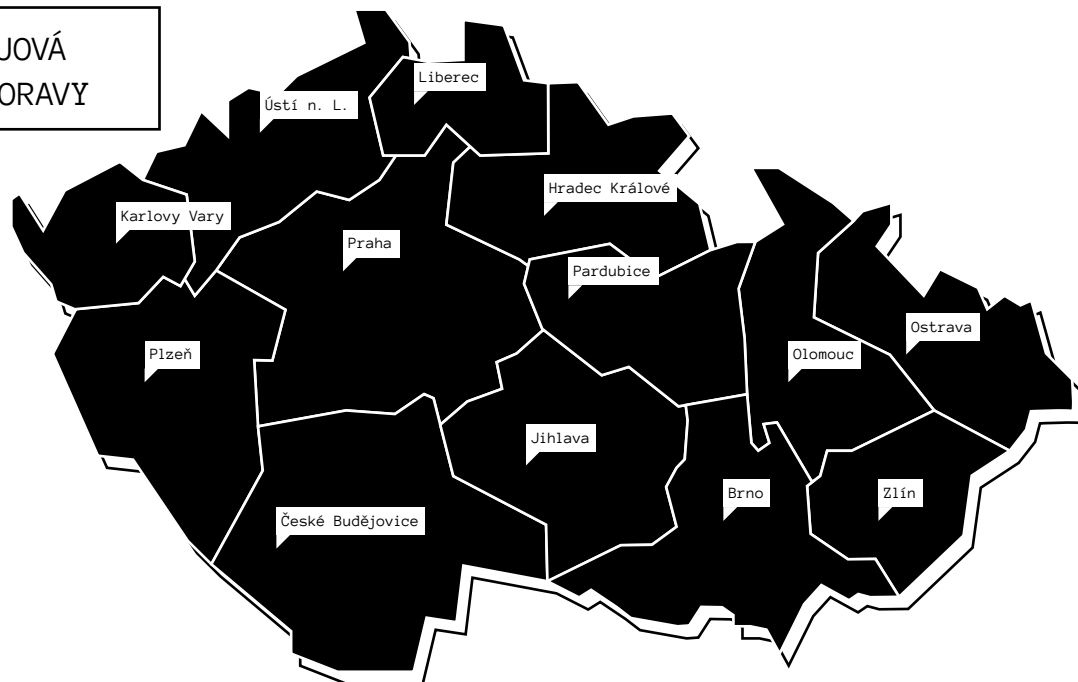 JOVÁ
ORAVY
Liberec
Ústí n. L.
Hradec Králové
Karlovy Vary
Praha
Pardubice
Ostrava
Plzeň
Olomouc
Jihlava
Brno
Zlín
České Budějovice